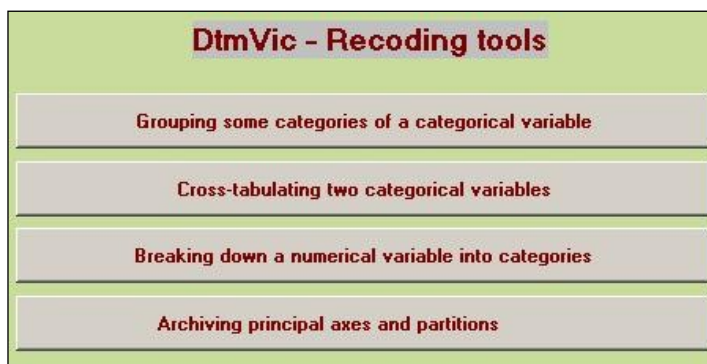 DtmVic - Recoding tools
Grouping some categories of a categorical variable
Cross-tabulating two categorical variables
Breaking down a numerical variable into categories
Archiving principal axes and partitions